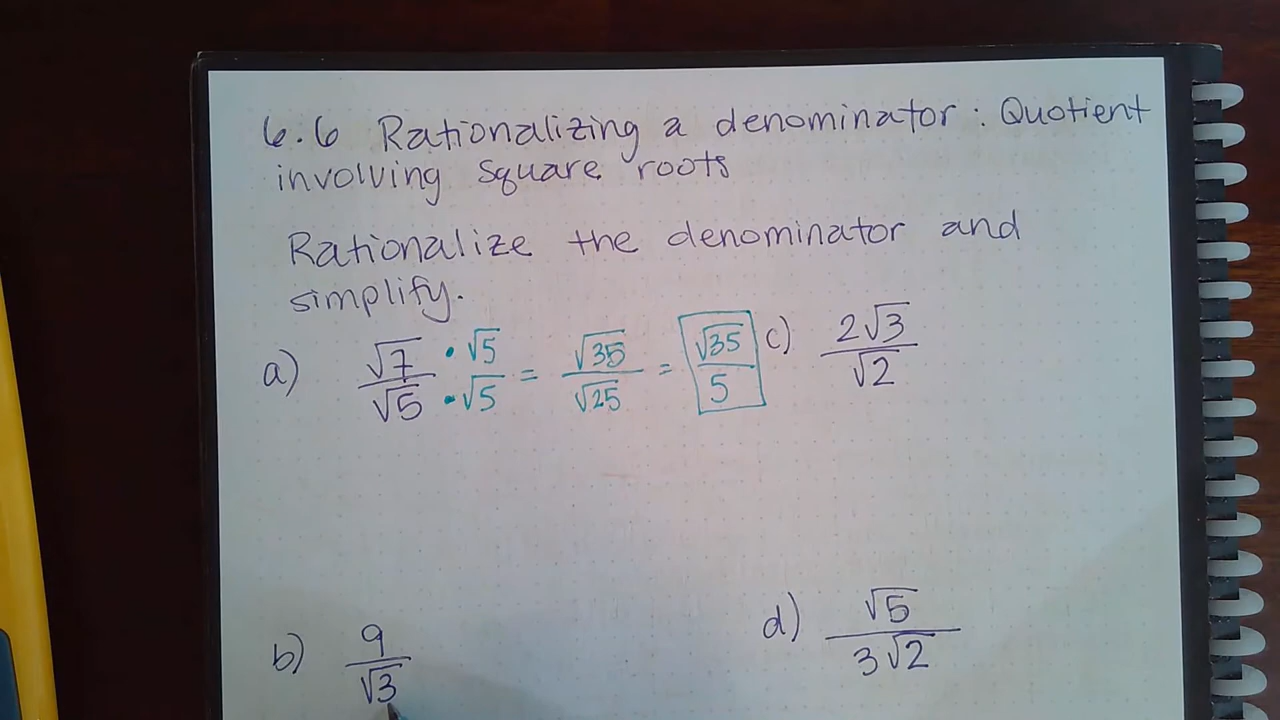 6.6 Rationalizing a denominator : Quotient
involving square roots
Rationalize the denominator and
simplify.
a) √7/√5 · √5/· √5 = √35/√25 = √35/5
c) 2√3/√2
b) 9/√3
d) √5/3√2